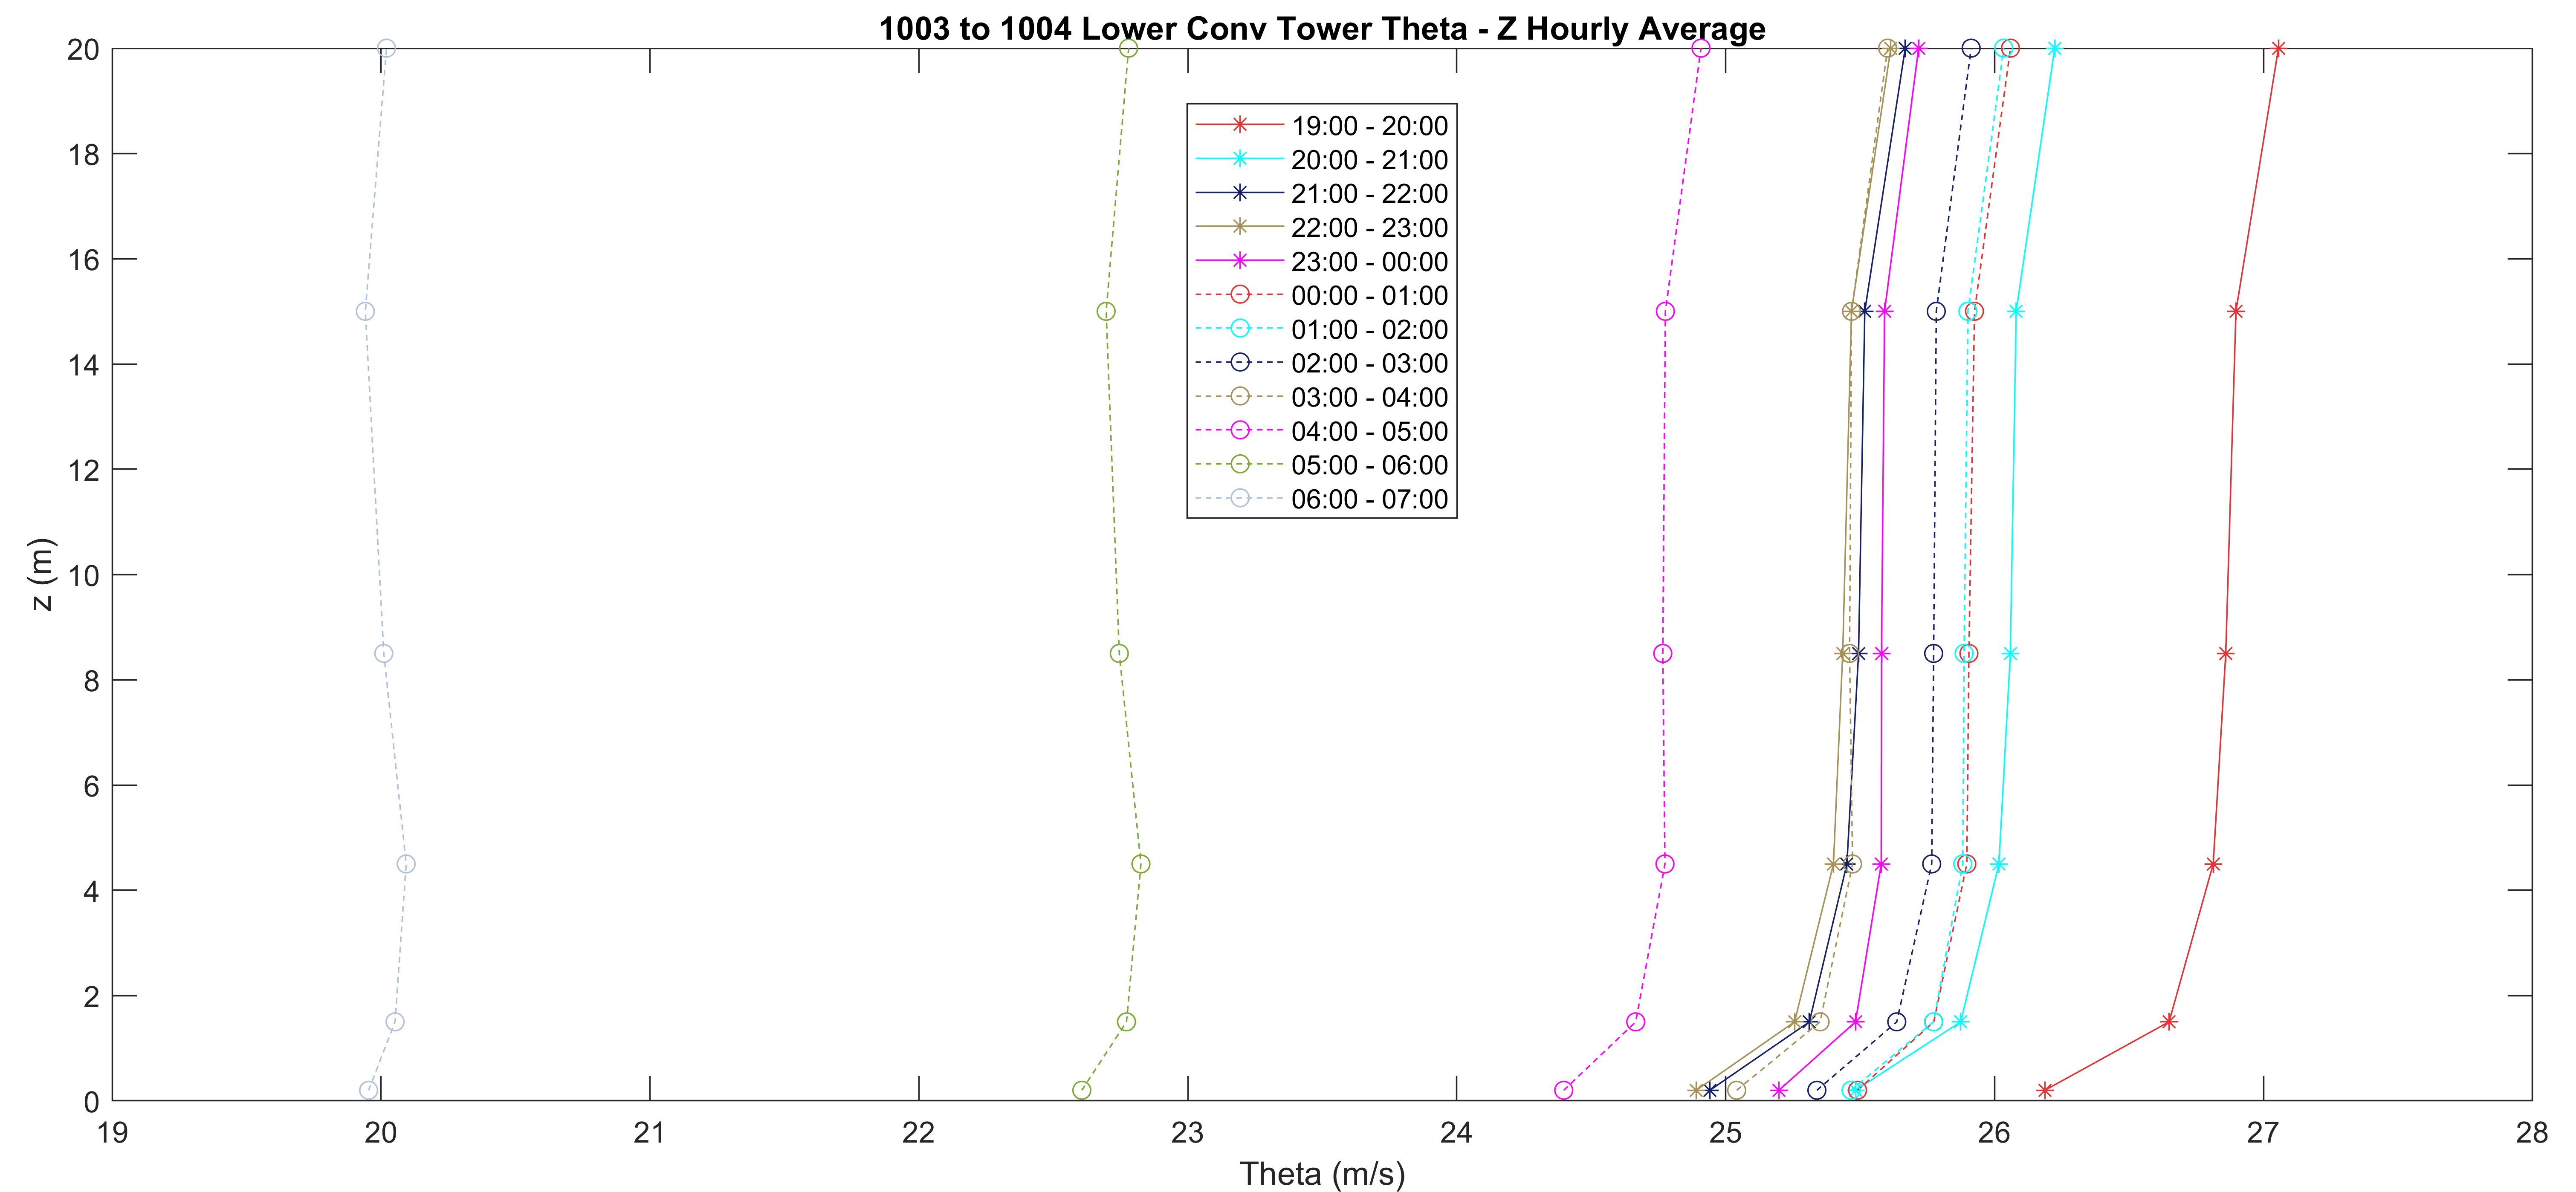 1003 to 1004 Lower Conv Tower Theta - Z Hourly Average
20
18
16
14
12
10
8
6
4
2
0
z (m)
19:00 - 20:00
20:00 - 21:00
21:00 - 22:00
22:00 - 23:00
23:00 - 00:00
00:00 - 01:00
01:00 - 02:00
02:00 - 03:00
03:00 - 04:00
04:00 - 05:00
05:00 - 06:00
06:00 - 07:00
19 20 21 22 23 24 25 26 27 28
Theta (m/s)